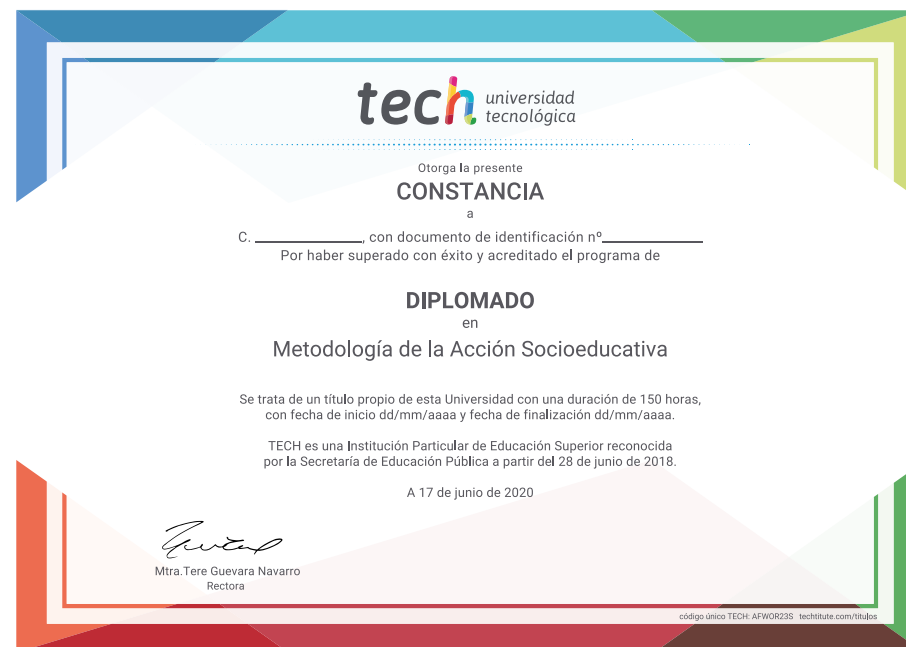 tech universidad
tecnológica
Otorga la presente
CONSTANCIA
a
C. ____________, con documento de identificación nº____________
Por haber superado con éxito y acreditado el programa de
DIPLOMADO
en
Metodología de la Acción Socioeducativa
Se trata de un título propio de esta Universidad con una duración de 150 horas,
con fecha de inicio dd/mm/aaaa y fecha de finalización dd/mm/aaaa.
TECH es una Institución Particular de Educación Superior reconocida
por la Secretaría de Educación Pública a partir del 28 de junio de 2018.
A 17 de junio de 2020
Mtra.Tere Guevara Navarro
Rectora
código único TECH: AFWOR23S techtitute.com/titulos